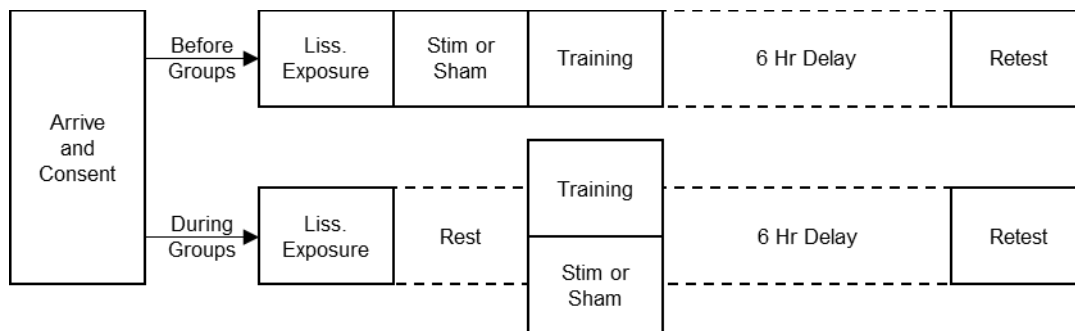 Arrive
and
Consent
Before
Groups
Liss.
Exposure
Stim or
Sham
Training
6 Hr Delay
Retest
During
Groups
Liss.
Exposure
Rest
Training
Stim or
Sham
6 Hr Delay
Retest